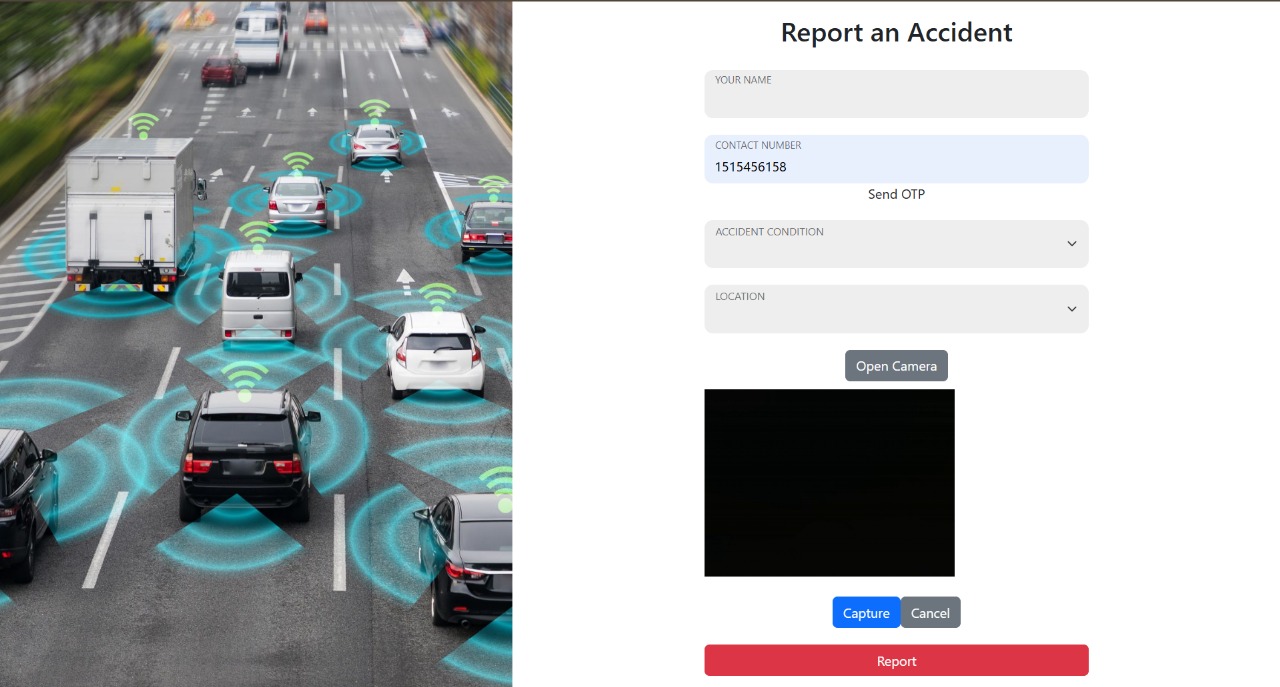 Report an Accident
YOUR NAME
CONTACT NUMBER
1515456158
Send OTP
ACCIDENT CONDITION
LOCATION
Open Camera
Capture Cancel
Report